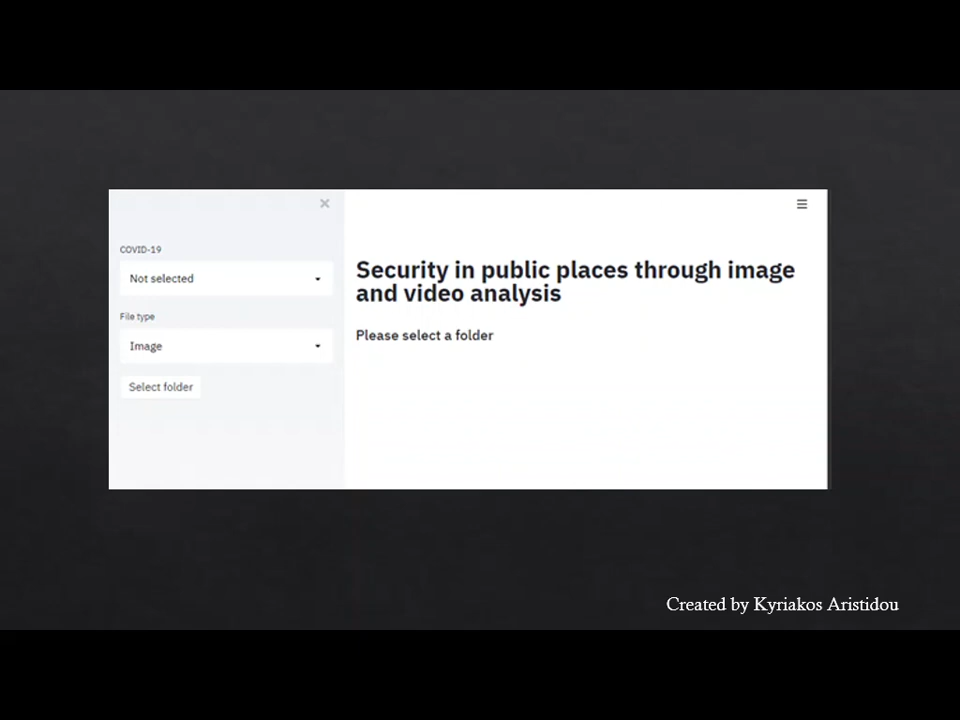 COVID-19
Not selected
File type
Image
Select folder
Security in public places through image
and video analysis
Please select a folder
Created by Kyriakos Aristidou